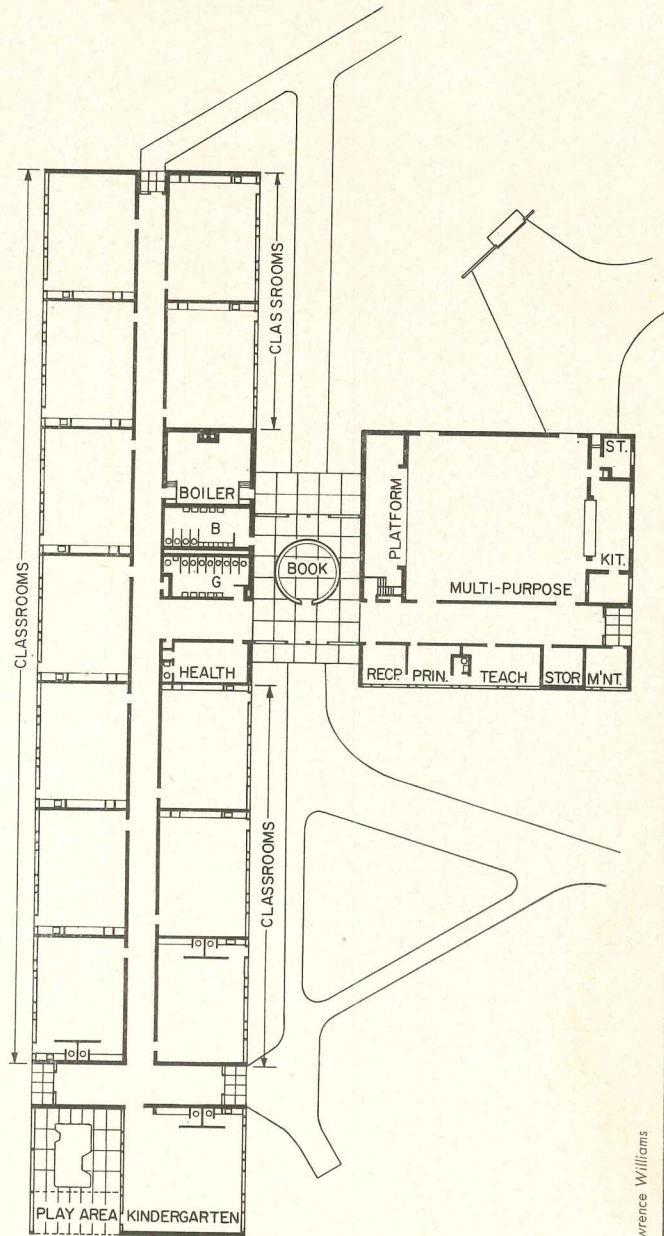 CLASSROOMS
CLASSROOMS
BOILER
B
G
BOOK
HEALTH
CLASSROOMS
PLATFORM
MULTI-PURPOSE
ST.
KIT.
RECP.
PRIN.
TEACH
STOR
M'NT.
PLAY AREA
KINDERGARTEN
Williams